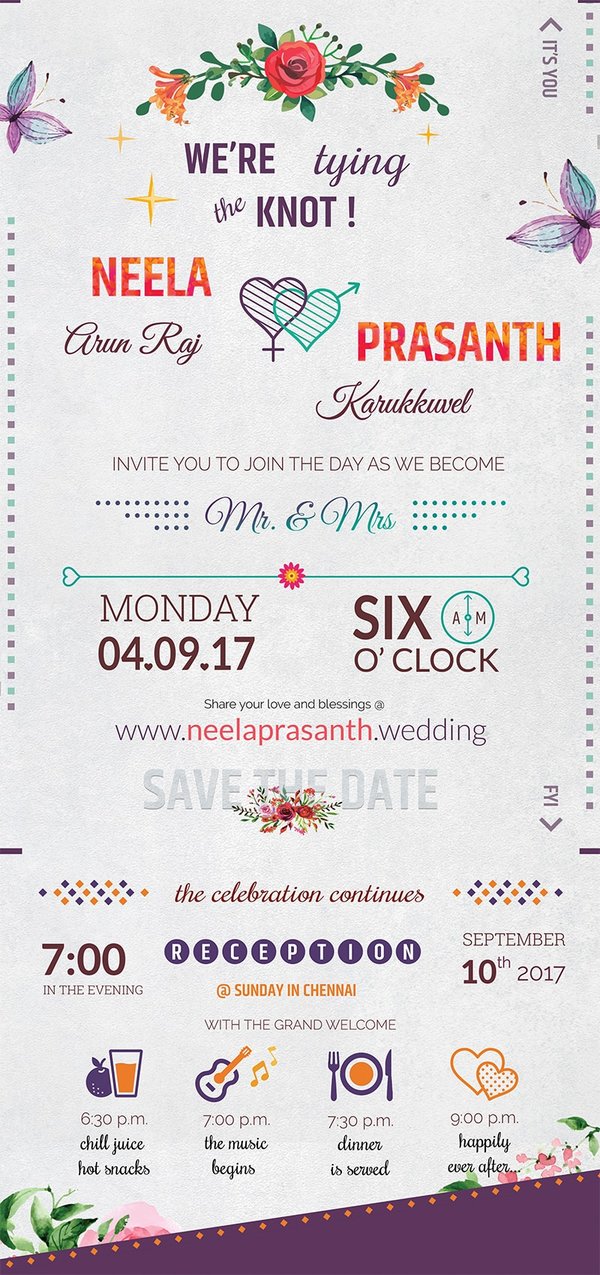 IT'S YOU
WE'RE tying
the KNOT !
NEELA
Arun Raj
PRASANTH
Karukkuvel
INVITE YOU TO JOIN THE DAY AS WE BECOME
Mr. & Mrs
MONDAY
04.09.17
SIX AM
O' CLOCK
Share your love and blessings @
www.neelaprasanth.wedding
SAVE THE DATE
FYI
the celebration continues
7:00
IN THE EVENING
RECEPTION
@ SUNDAY IN CHENNAI
SEPTEMBER
10th 2017
WITH THE GRAND WELCOME
6:30 p.m.
chill juice
hot snacks
7:00 p.m.
the music
begins
7:30 p.m.
dinner
is served
9:00 p.m.
happily
ever after...